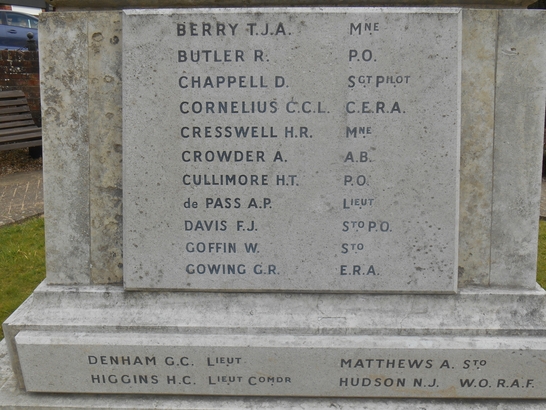 BERRY T.J.A. MNE
BUTLER R. P.O.
CHAPPELL D. SGT PILOT
CORNELIUS C.C.L. C.E.R.A.
CRESSWELL H.R. MNE
CROWDER A. A.B.
CULLIMORE H.T. P.O.
de PASS A.P. LIEUT
DAVIS F.J. STO P.O.
GOFFIN W. STO
GOWING G.R. E.R.A.
DENHAM G.C. LIEUT. MATTHEWS A. STO
HIGGINS H.C. LIEUT COMDR HUDSON N.J. W.O. R.A.F.